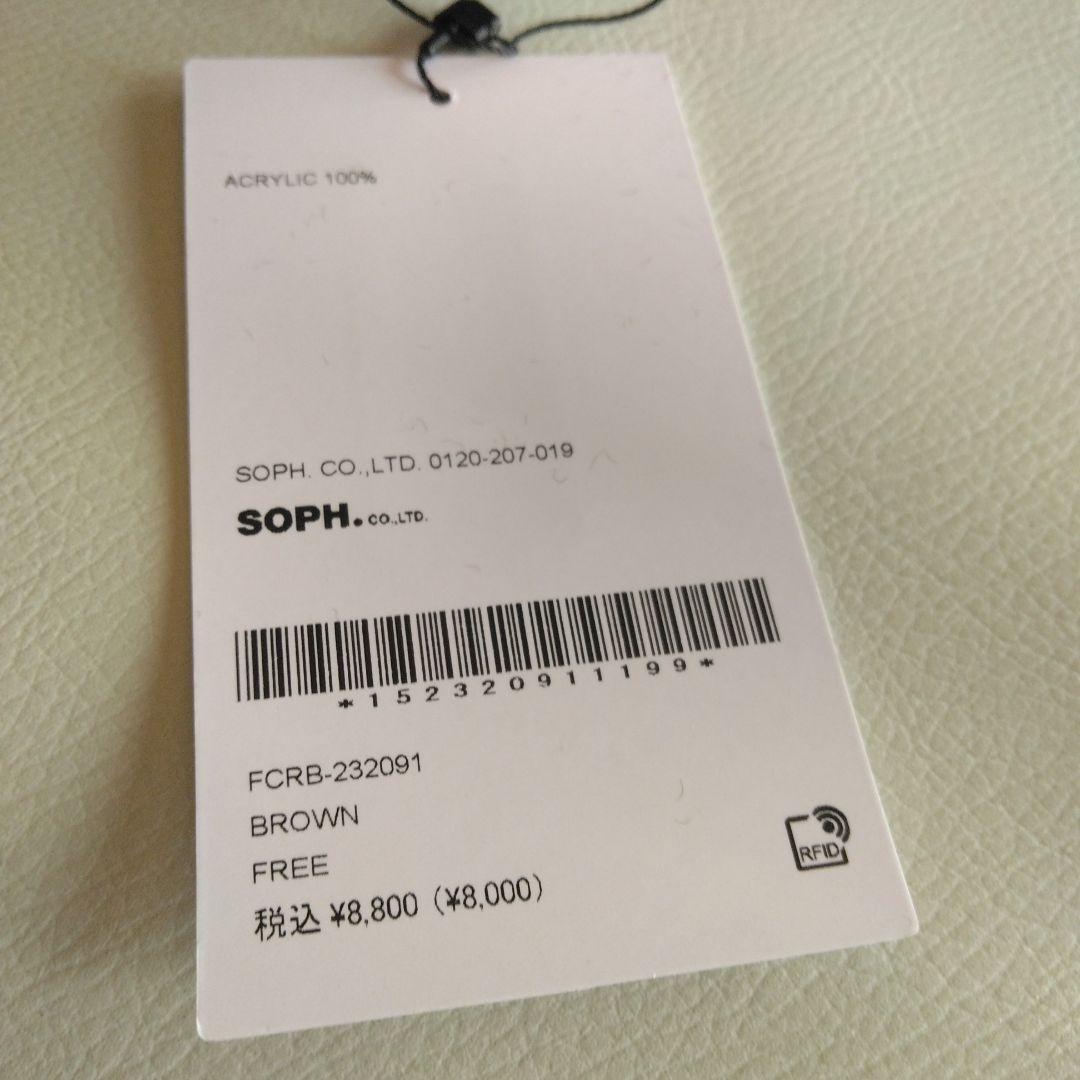 ACRYLIC 100%
SOPH. CO.,LTD. 0120-207-019
SOPH. CO.,LTD.
*152320911199*
FCRB-232091
BROWN
FREE
RFID
税込 ¥8,800 (¥8,000)